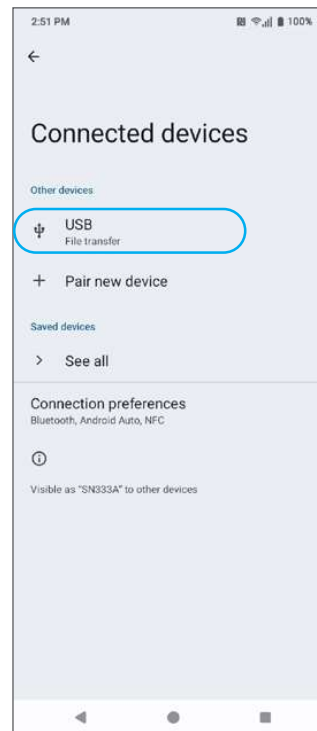 2:51 PM 100%
Connected devices
Other devices
USB
File transfer
Pair new device
Saved devices
See all
Connection preferences
Bluetooth, Android Auto, NFC
Visible as "SN333A" to other devices